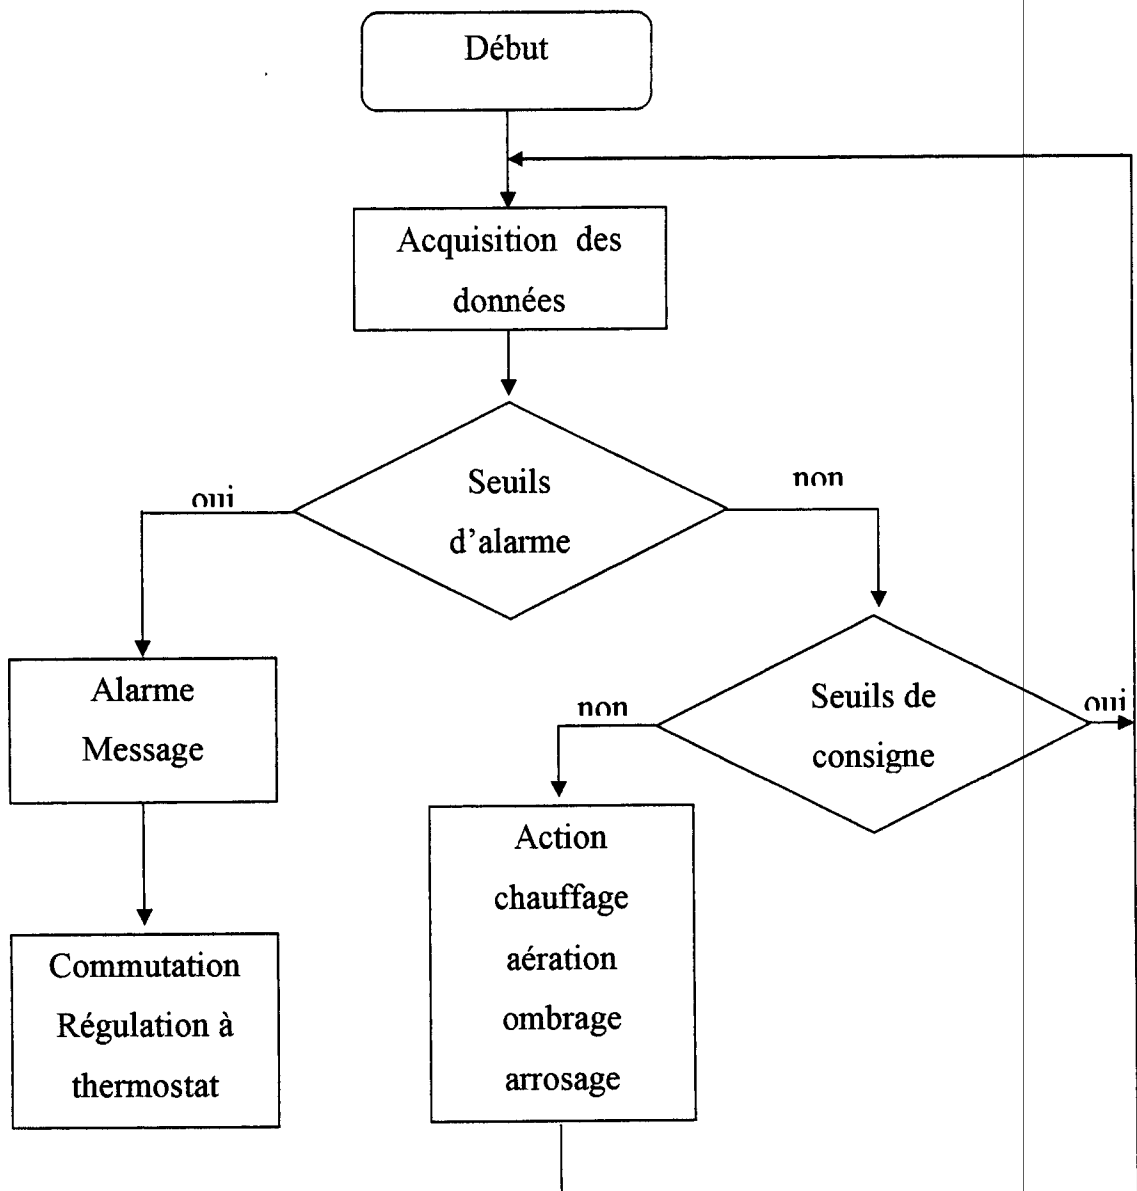 Début
Acquisition des
données
Seuils
d'alarme
oui
non
Alarme
Message
Seuils de
consigne
non
oui
Action
chauffage
aération
ombrage
arrosage
Commutation
Régulation à
thermostat